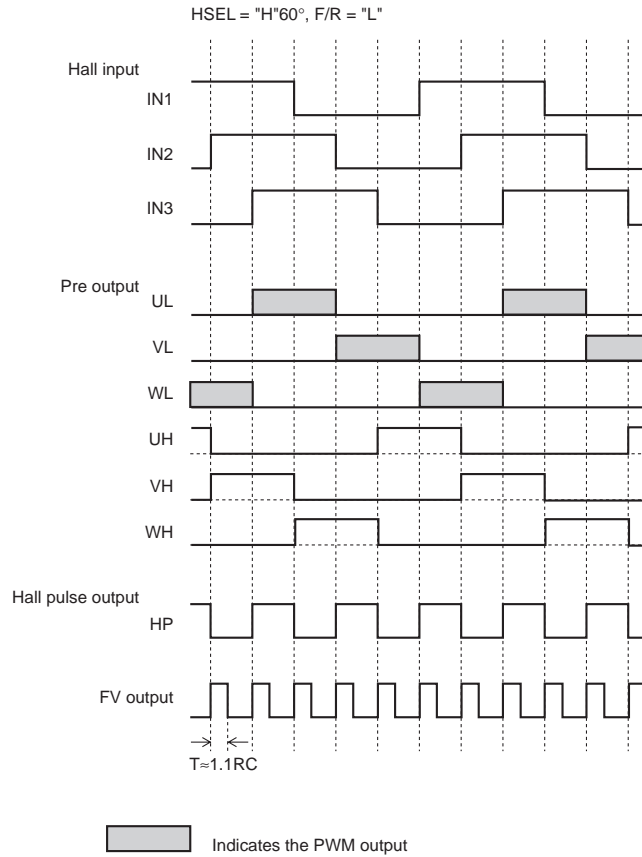 HSEL = "H"60°, F/R = "L"
Hall input
IN1
IN2
IN3
Pre output
UL
VL
WL
UH
VH
WH
Hall pulse output
HP
FV output
T≈1.1RC
Indicates the PWM output